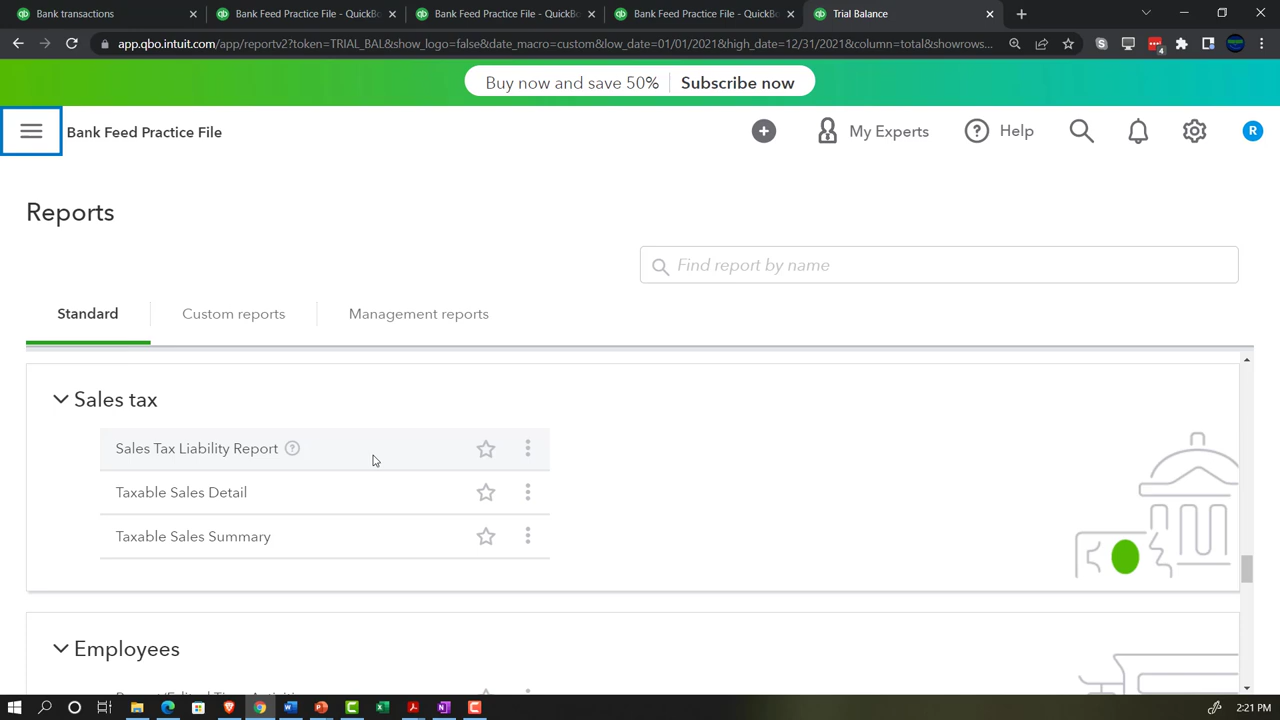 Bank transactions
Bank Feed Practice File - QuickBo
Bank Feed Practice File - QuickBo
Bank Feed Practice File - QuickBo
Trial Balance
app.qbo.intuit.com/app/reportv2?token=TRIAL_BAL&show_logo=false&date_macro=custom&low_date=01/01/2021&high_date=12/31/2021&column=total&showrows...
4
Buy now and save 50% Subscribe now
Bank Feed Practice File
My Experts
Help
R
Reports
Find report by name
Standard
Custom reports
Management reports
Sales tax
Sales Tax Liability Report
Taxable Sales Detail
Taxable Sales Summary
Employees
2:21 PM